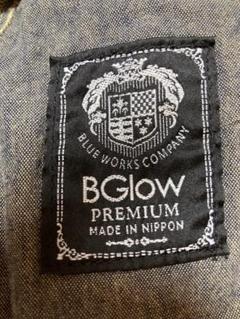 BLUE WORKS COMPANY
BGlow
PREMIUM
MADE IN NIPPON